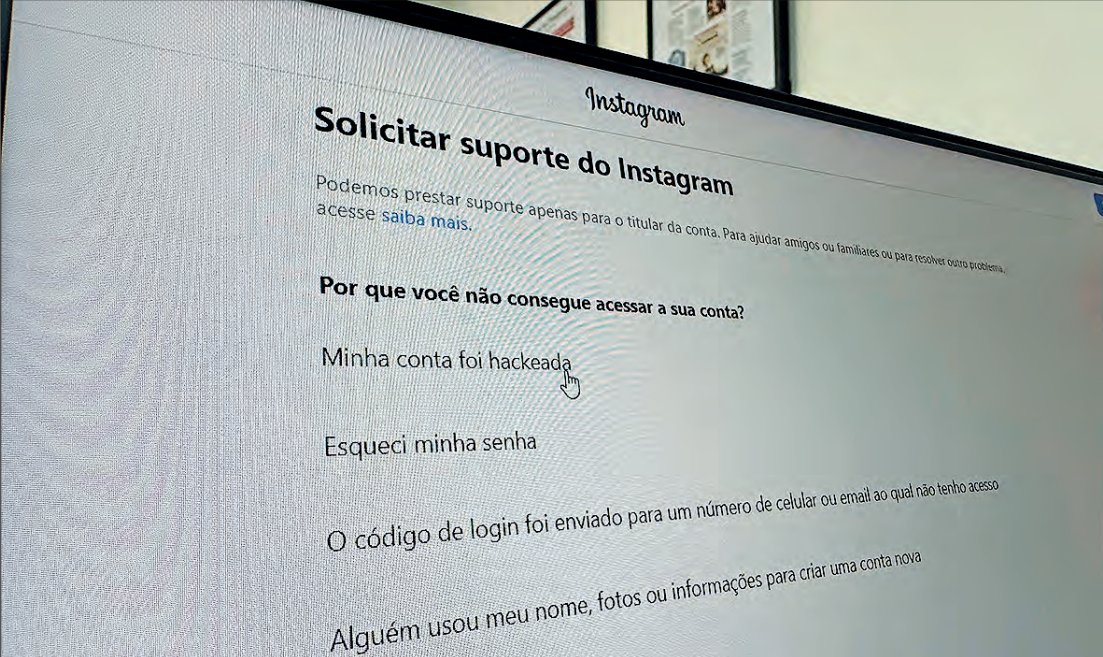 Instagram
Solicitar suporte do Instagram
Podemos prestar suporte apenas para o titular da conta. Para ajudar amigos ou familiares ou para resolver outro problema,
acesse saiba mais.
Por que você não consegue acessar a sua conta?
Minha conta foi hackeada
Esqueci minha senha
O código de login foi enviado para um número de celular ou email ao qual não tenho acesso
Alguém usou meu nome, fotos ou informações para criar uma conta nova